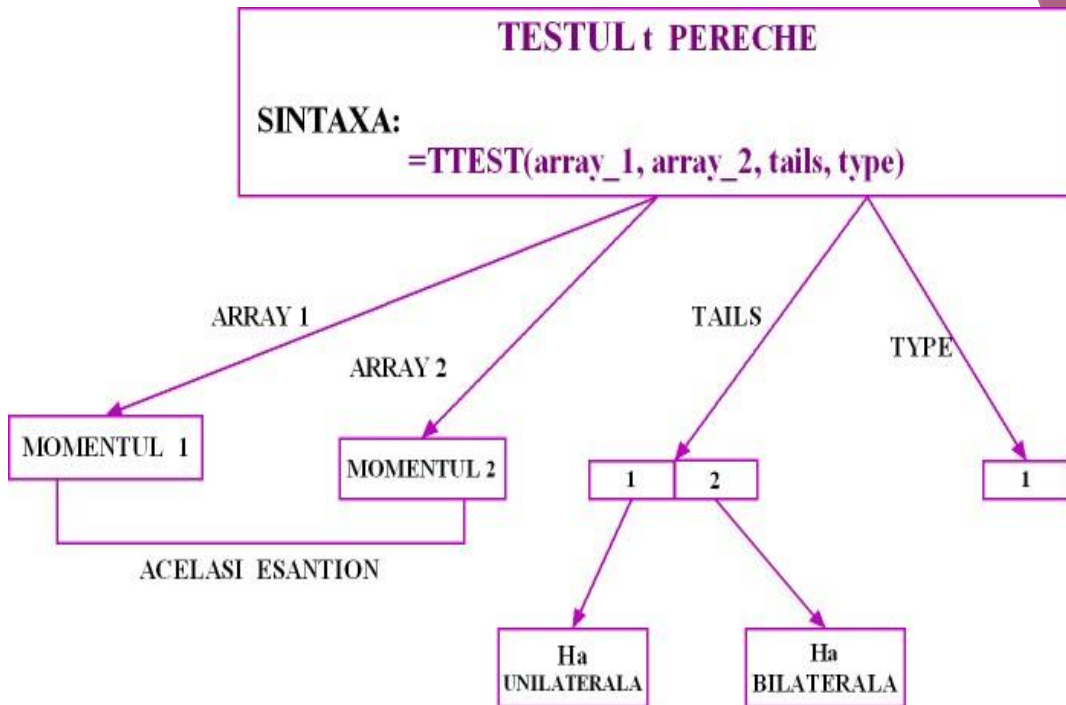 TESTUL t PERECHE
SINTAXA:
=TTEST(array_1, array_2, tails, type)
ARRAY 1
ARRAY 2
TAILS
TYPE
MOMENTUL 1
MOMENTUL 2
1
2
1
ACELASI ESANTION
Ha
UNILATERALA
Ha
BILATERALA